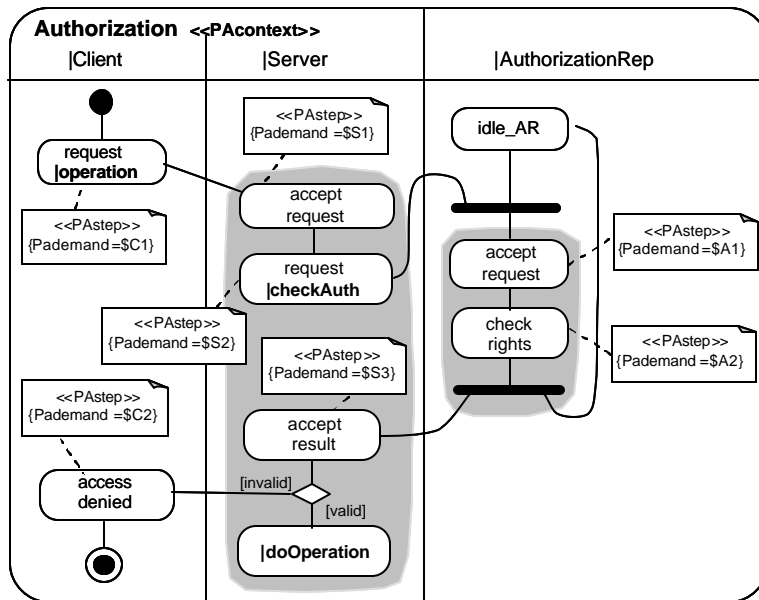 Authorization <<PAcontext>>
|Client
|Server
|AuthorizationRep
<<PAstep>>
{Pademand =$S1}
idle_AR
request
|operation
accept
request
<<PAstep>>
{Pademand =$C1}
<<PAstep>>
{Pademand =$A1}
accept
request
request
|checkAuth
<<PAstep>>
{Pademand =$S2}
check
rights
<<PAstep>>
{Pademand =$A2}
<<PAstep>>
{Pademand =$S3}
<<PAstep>>
{Pademand =$C2}
accept
result
access
denied
[invalid]
[valid]
|doOperation